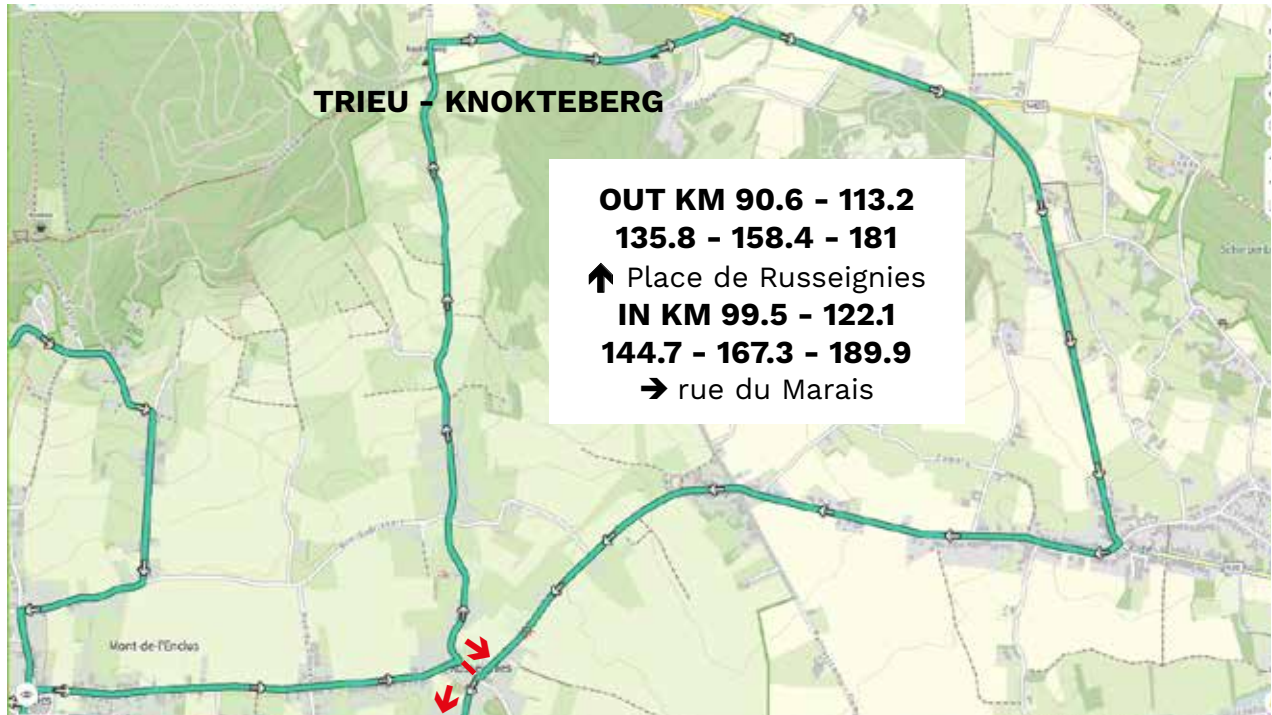 TRIEU - KNOKTEBERG
OUT KM 90.6 - 113.2
135.8 - 158.4 - 181
↑ Place de Russeignies
IN KM 99.5 - 122.1
144.7 - 167.3 - 189.9
→ rue du Marais
Mont-de-l'Enclus